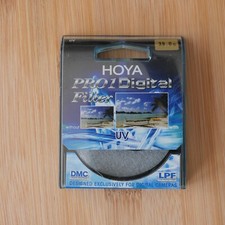 HOYA
PRO1 Digital
Filter
UV
DMC
LPF
DESIGNED EXCLUSIVELY FOR DIGITAL CAMERAS